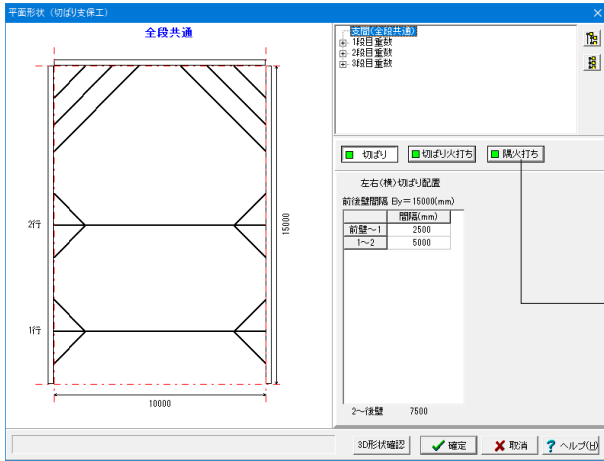 平面形状（切ばり支保工）
全段共通
2行
1行
15000
10000
支間(全段共通)
1段目重数
2段目重数
3段目重数
切ばり
切ばり火打ち
隅火打ち
左右(横)切ばり配置
前後壁間隔 By＝15000(mm)
間隔(mm)
前壁～1 2500
1～2 5000
2～後壁 7500
3D形状確認
確定
取消
? ヘルプ(H)